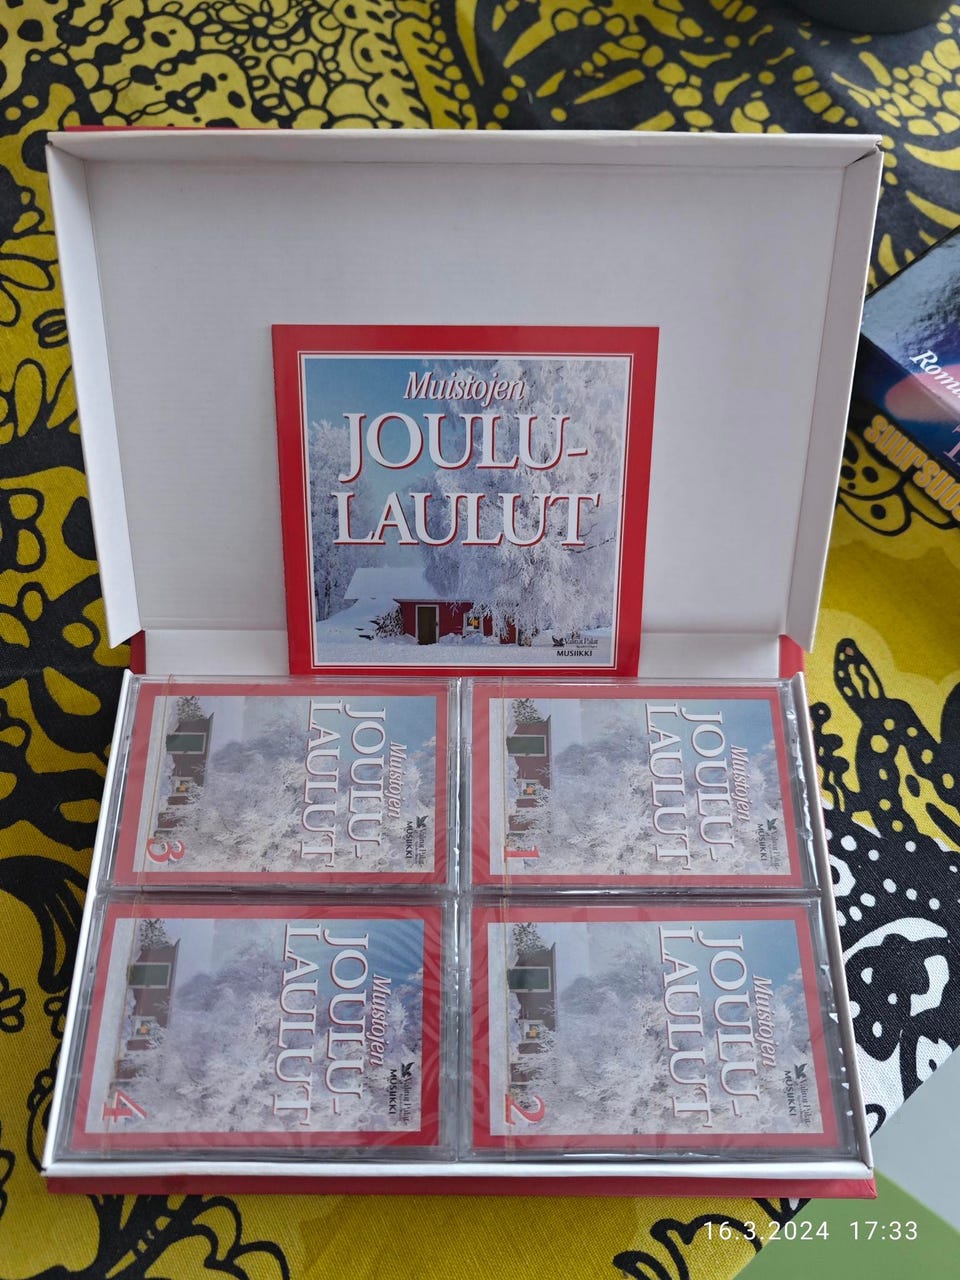 Muistojen
JOULU-
LAULUT
Valitut Palat
MUSIIKKI
Muistojen
JOULU-
LAULUT
Valitut Palat
MUSIIKKI
3
Muistojen
JOULU-
LAULUT
Valitut Palat
MUSIIKKI
1
Muistojen
JOULU-
LAULUT
Valitut Palat
MUSIIKKI
4
Muistojen
JOULU-
LAULUT
Valitut Palat
MUSIIKKI
2
16.3.2024 17:33